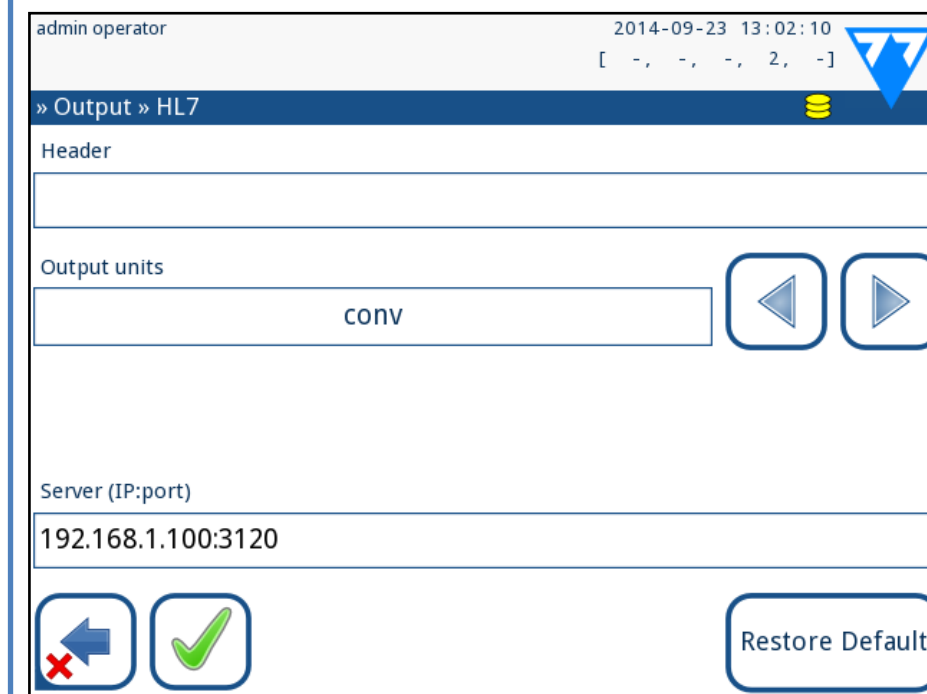 admin operator 2014-09-23 13:02:10
[ -, -, -, 2, -]
» Output » HL7
Header
Output units
conv
Server (IP:port)
192.168.1.100:3120
Restore Default